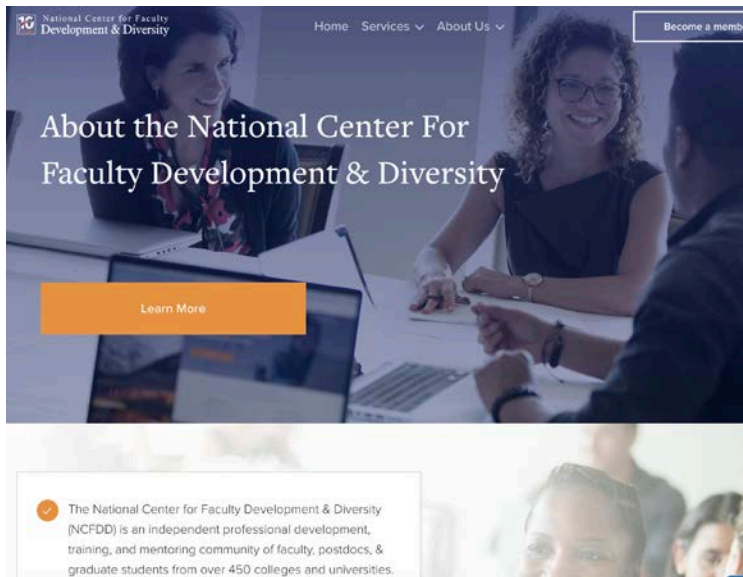 National Center for Faculty
Development & Diversity
Home Services About Us
Become a memb
About the National Center For
Faculty Development & Diversity
Learn More
The National Center for Faculty Development & Diversity
(NCFDD) is an independent professional development,
training, and mentoring community of faculty, postdocs, &
graduate students from over 450 colleges and universities.